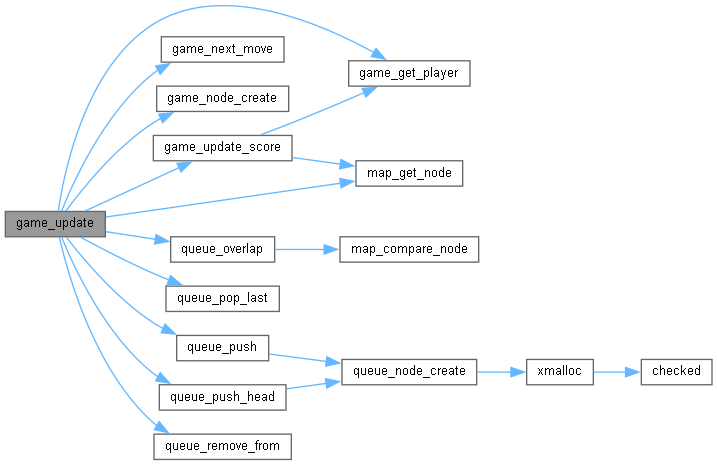 game_next_move
game_get_player
game_node_create
game_update_score
map_get_node
game_update
queue_overlap
map_compare_node
queue_pop_last
queue_push
queue_node_create
xmalloc
checked
queue_push_head
queue_remove_from